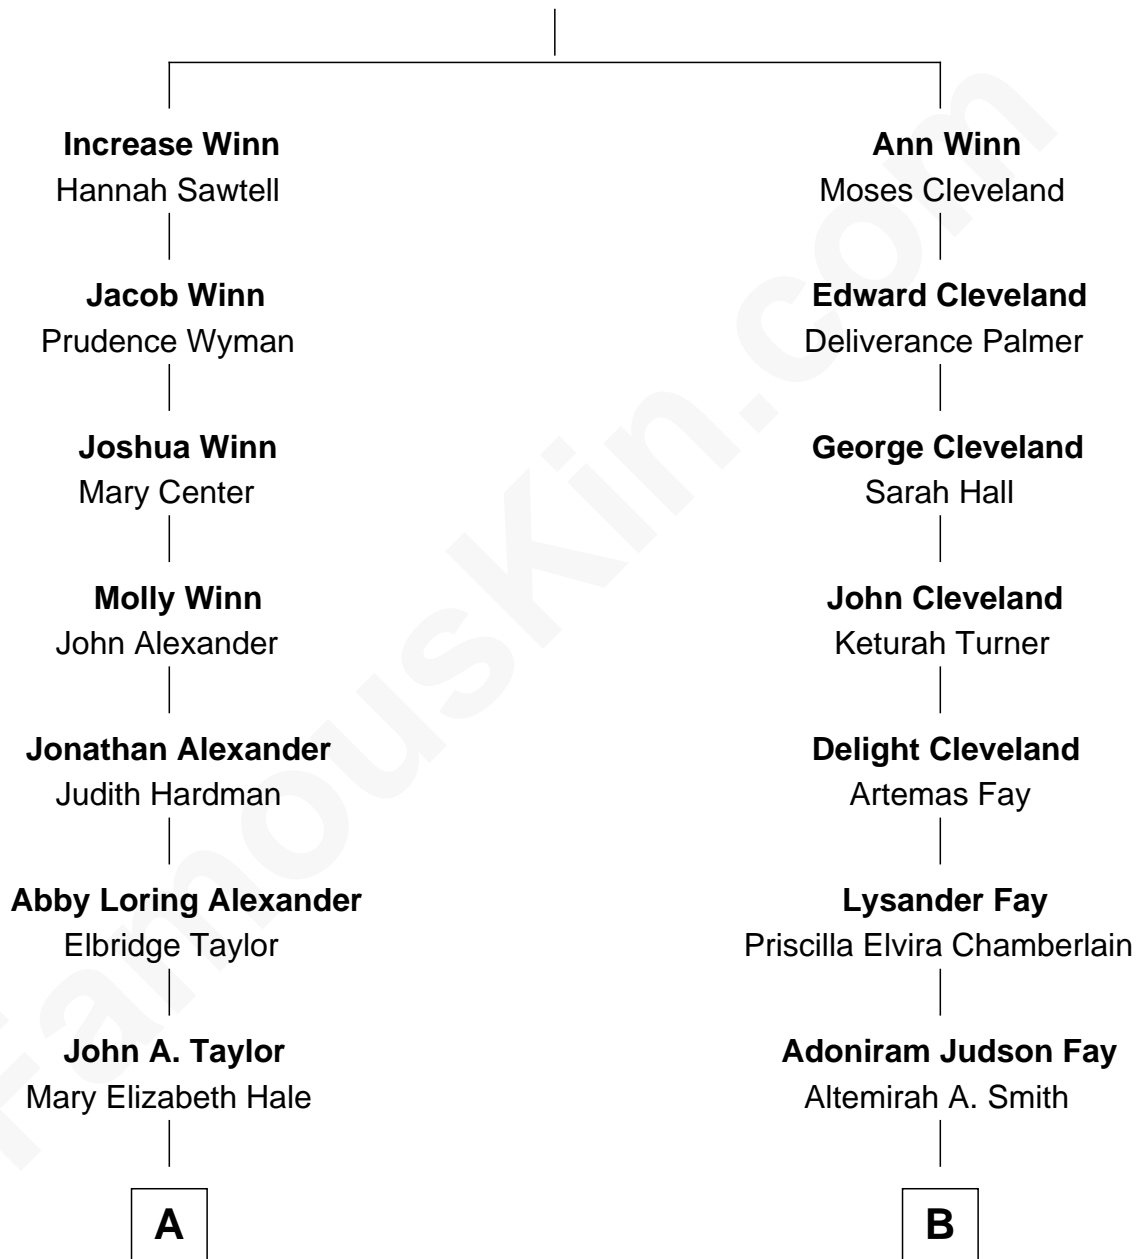 Increase Winn
Hannah Sawtell
Ann Winn
Moses Cleveland
Jacob Winn
Prudence Wyman
Edward Cleveland
Deliverance Palmer
Joshua Winn
Mary Center
George Cleveland
Sarah Hall
Molly Winn
John Alexander
John Cleveland
Keturah Turner
Jonathan Alexander
Judith Hardman
Delight Cleveland
Artemas Fay
Abby Loring Alexander
Elbridge Taylor
Lysander Fay
Priscilla Elvira Chamberlain
John A. Taylor
Mary Elizabeth Hale
Adoniram Judson Fay
Altemirah A. Smith
A
B
FamousKin.com